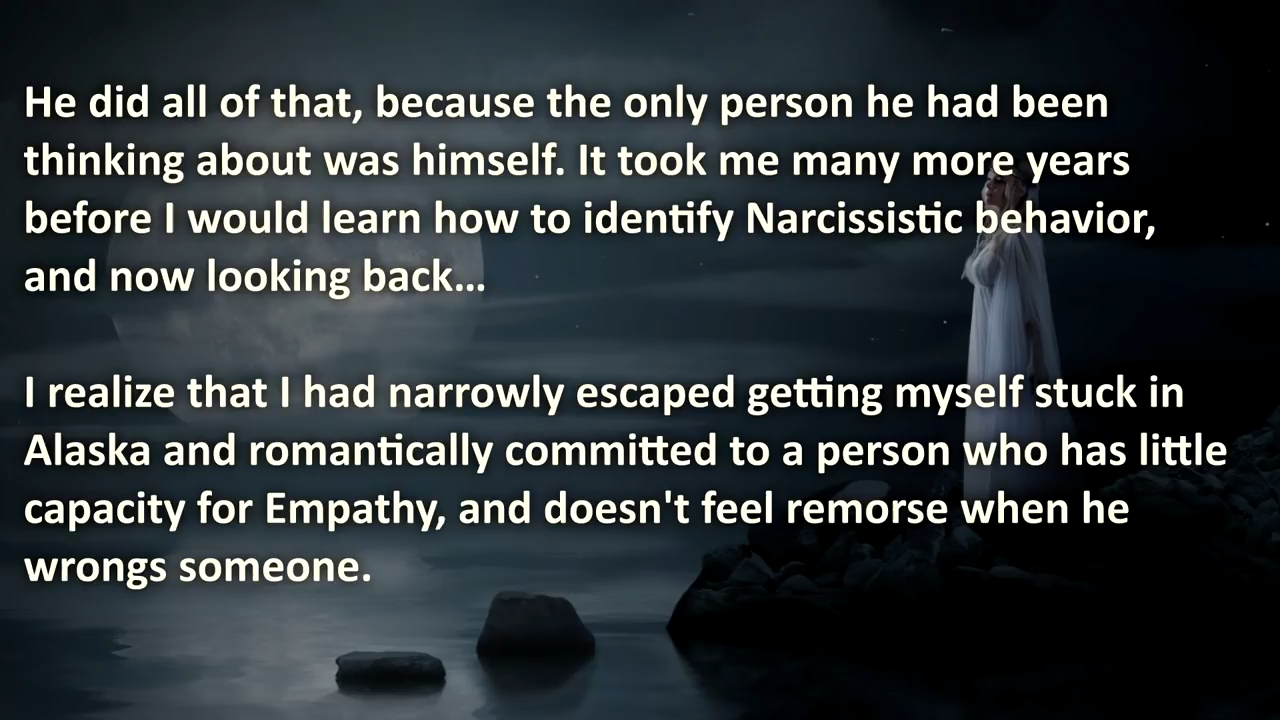 He did all of that, because the only person he had been
thinking about was himself. It took me many more years
before I would learn how to identify Narcissistic behavior,
and now looking back...
I realize that I had narrowly escaped getting myself stuck in
Alaska and romantically committed to a person who has little
capacity for Empathy, and doesn't feel remorse when he
wrongs someone.